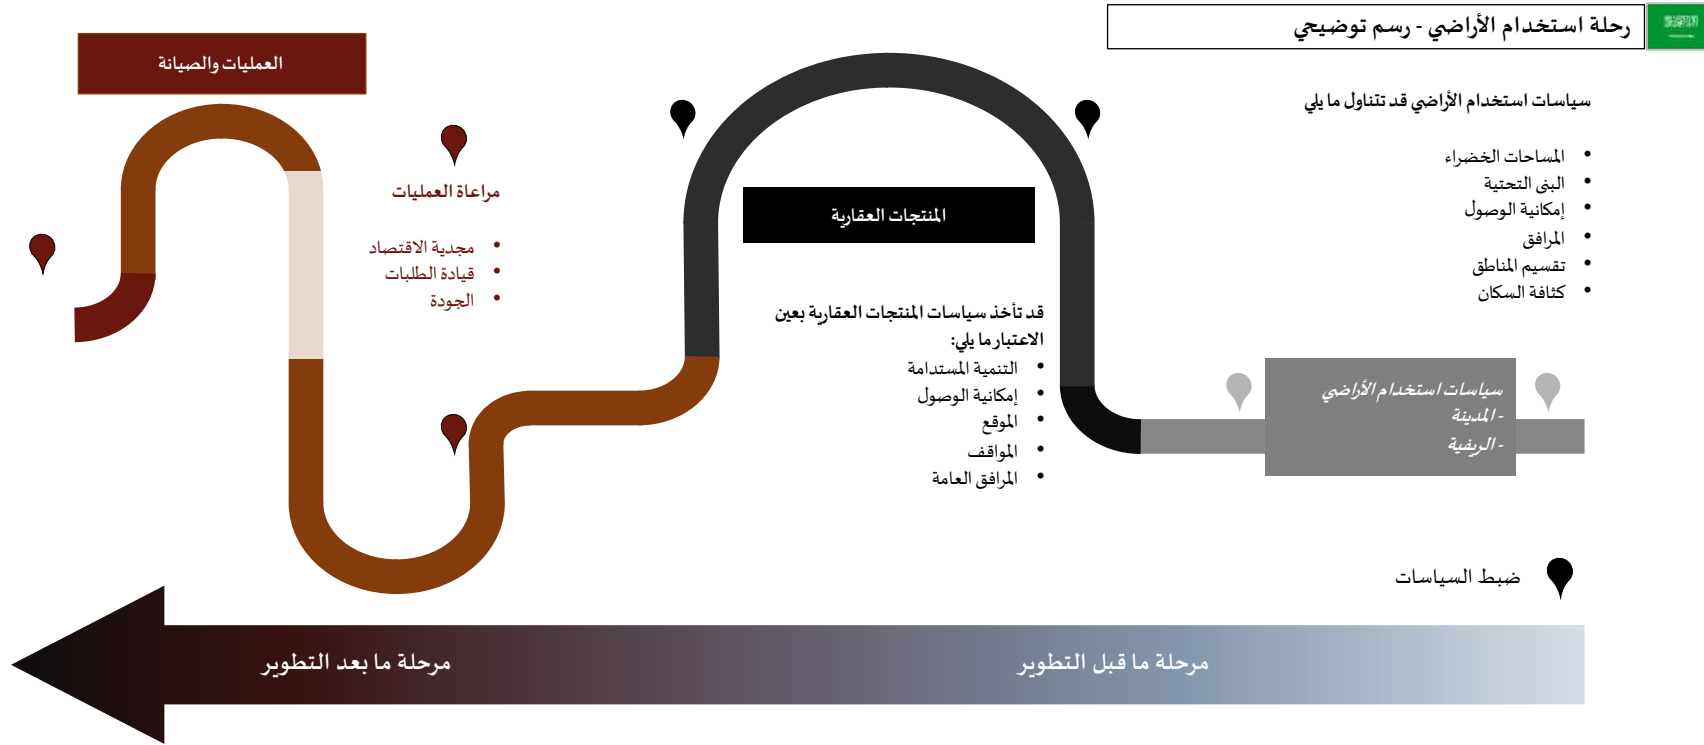 رحلة استخدام الأراضي - رسم توضيحي
سياسات استخدام الأراضي قد تتناول ما يلي
• المساحات الخضراء
• البنى التحتية
• إمكانية الوصول
• المرافق
• تقسيم المناطق
• كثافة السكان
سياسات استخدام الأراضي
- المدينة
- الريفية
المنتجات العقارية
قد تأخذ سياسات المنتجات العقارية بعين
الاعتبار ما يلي:
• التنمية المستدامة
• إمكانية الوصول
• الموقع
• المواقف
• المرافق العامة
العمليات والصيانة
مراعاة العمليات
• مجدية الاقتصاد
• قيادة الطلبات
• الجودة
ضبط السياسات
مرحلة ما قبل التطوير
مرحلة ما بعد التطوير